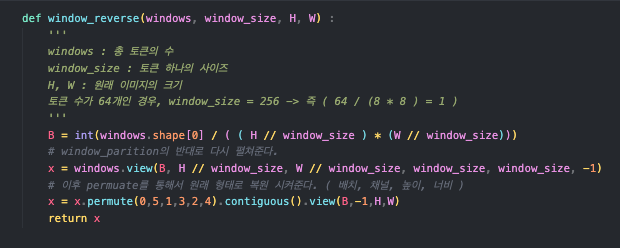 def window_reverse(windows, window_size, H, W) :
'''
windows : 총 토큰의 수
window_size : 토큰 하나의 사이즈
H, W : 원래 이미지의 크기
토큰 수가 64개인 경우, window_size = 256 -> 즉 ( 64 / (8 * 8 ) = 1 )
'''
B = int(windows.shape[0] / ( ( H // window_size ) * (W // window_size)))
# window_parition의 반대로 다시 펼쳐준다.
x = windows.view(B, H // window_size, W // window_size, window_size, window_size, -1)
# 이후 permuate를 통해서 원래 형태로 복원 시켜준다. ( 배치, 채널, 높이, 너비 )
x = x.permute(0,5,1,3,2,4).contiguous().view(B,-1,H,W)
return x